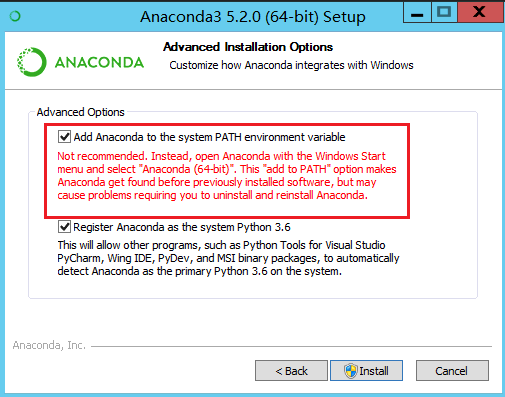 Anaconda3 5.2.0 (64-bit) Setup
ANACONDA
Advanced Installation Options
Customize how Anaconda integrates with Windows
Advanced Options
Add Anaconda to the system PATH environment variable
Not recommended. Instead, open Anaconda with the Windows Start
menu and select "Anaconda (64-bit)". This "add to PATH" option makes
Anaconda get found before previously installed software, but may
cause problems requiring you to uninstall and reinstall Anaconda.
Register Anaconda as the system Python 3.6
This will allow other programs, such as Python Tools for Visual Studio
PyCharm, Wing IDE, PyDev, and MSI binary packages, to automatically
detect Anaconda as the primary Python 3.6 on the system.
Anaconda, Inc.
< Back
Install
Cancel